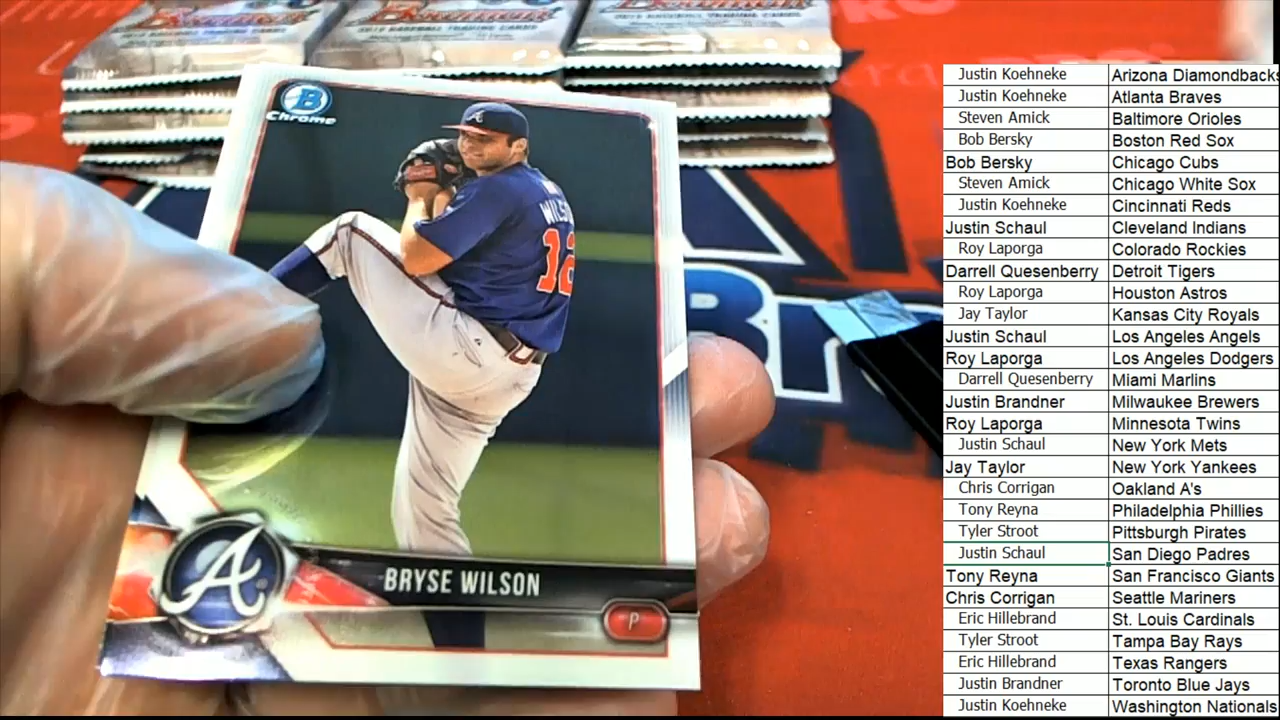 Bowman
2018 BASEBALL TRADING CARDS
B
Chrome
A
WILSON
12
A
BRYSE WILSON
P
Justin Koehneke Arizona Diamondback
Justin Koehneke Atlanta Braves
Steven Amick Baltimore Orioles
Bob Bersky Boston Red Sox
Bob Bersky Chicago Cubs
Steven Amick Chicago White Sox
Justin Koehneke Cincinnati Reds
Justin Schaul Cleveland Indians
Roy Laporga Colorado Rockies
Darrell Quesenberry Detroit Tigers
Roy Laporga Houston Astros
Jay Taylor Kansas City Royals
Justin Schaul Los Angeles Angels
Roy Laporga Los Angeles Dodgers
Darrell Quesenberry Miami Marlins
Justin Brandner Milwaukee Brewers
Roy Laporga Minnesota Twins
Justin Schaul New York Mets
Jay Taylor New York Yankees
Chris Corrigan Oakland A's
Tony Reyna Philadelphia Phillies
Tyler Stroot Pittsburgh Pirates
Justin Schaul San Diego Padres
Tony Reyna San Francisco Giants
Chris Corrigan Seattle Mariners
Eric Hillebrand St. Louis Cardinals
Tyler Stroot Tampa Bay Rays
Eric Hillebrand Texas Rangers
Justin Brandner Toronto Blue Jays
Justin Koehneke Washington Nationals